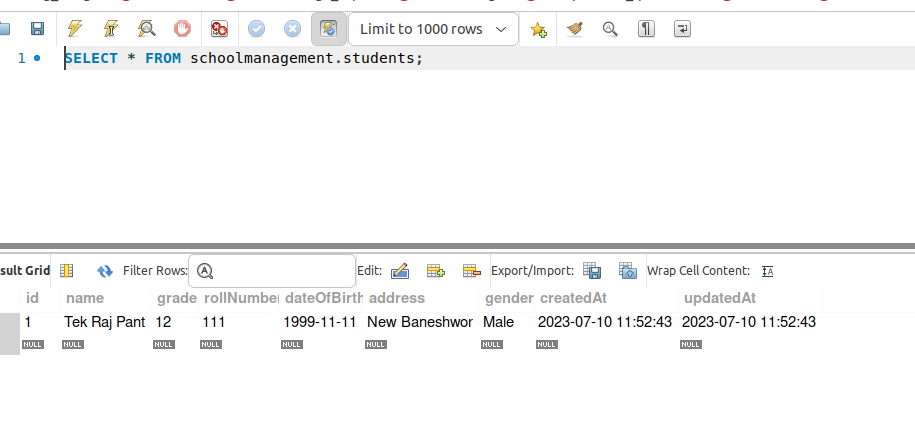 Limit to 1000 rows
1 SELECT * FROM schoolmanagement.students;
sult Grid Filter Rows: Edit: Export/Import: Wrap Cell Content:
id name grade rollNumber dateOfBirth address gender createdAt updatedAt
1 Tek Raj Pant 12 111 1999-11-11 New Baneshwor Male 2023-07-10 11:52:43 2023-07-10 11:52:43
NULL NULL NULL NULL NULL NULL NULL NULL NULL